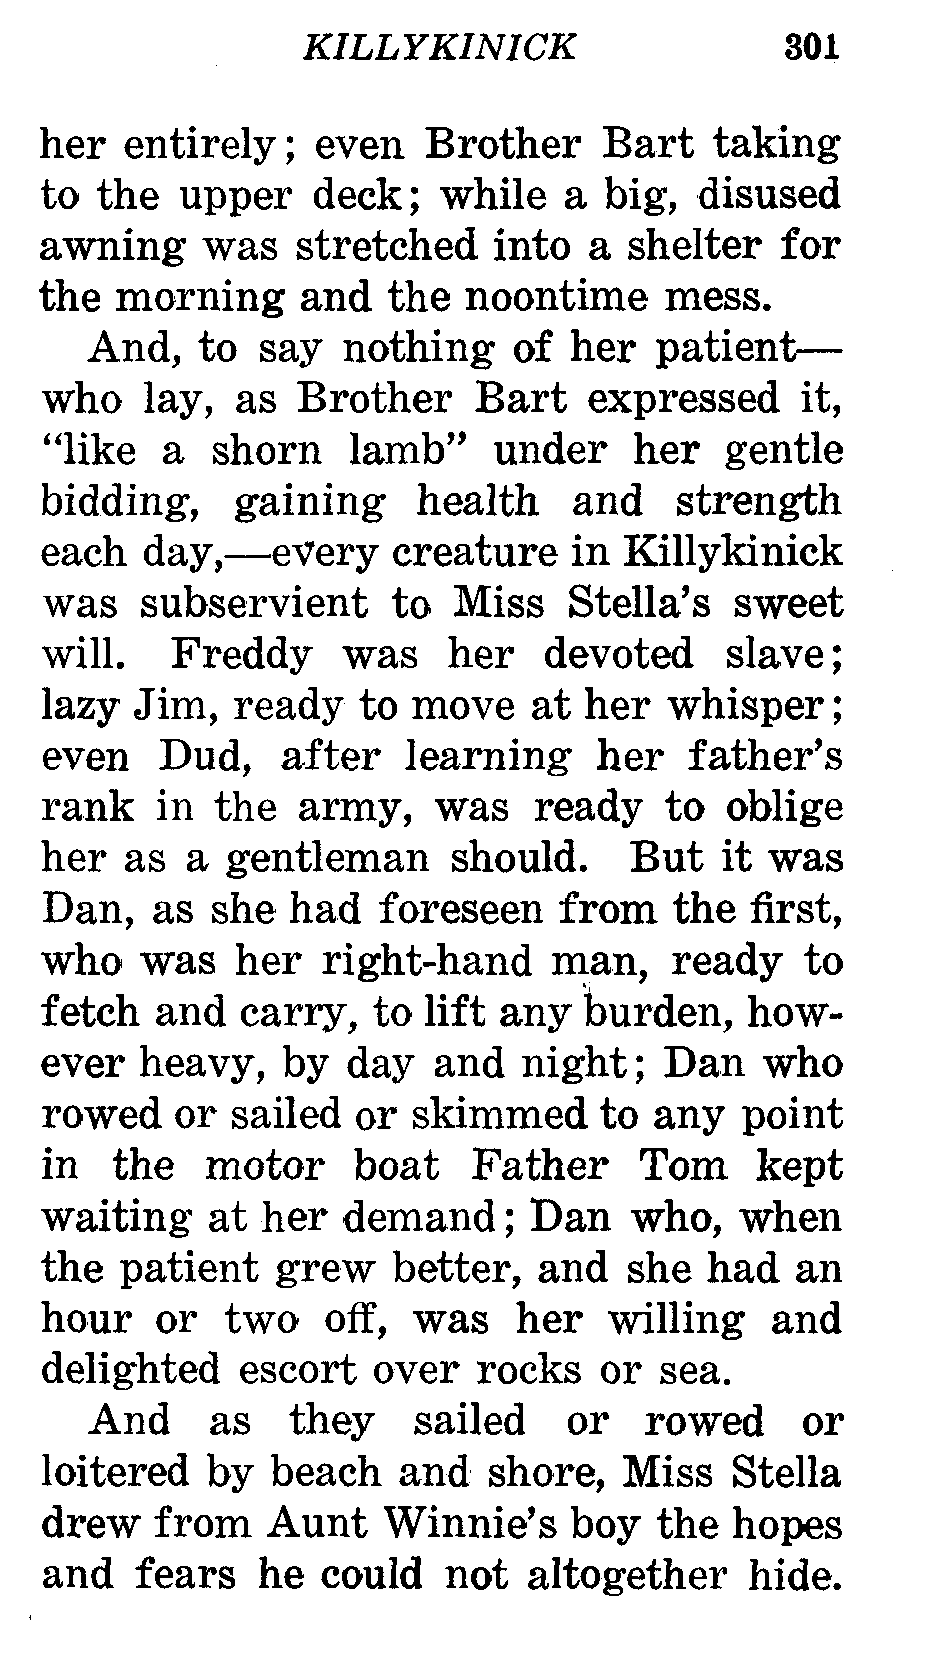 KILLYKINICK 301
her entirely; even Brother Bart taking
to the upper deck; while a big, disused
awning was stretched into a shelter for
the morning and the noontime mess.
And, to say nothing of her patient—
who lay, as Brother Bart expressed it,
"like a shorn lamb" under her gentle
bidding, gaining health and strength
each day,—every creature in Killykinick
was subservient to Miss Stella's sweet
will. Freddy was her devoted slave;
lazy Jim, ready to move at her whisper;
even Dud, after learning her father's
rank in the army, was ready to oblige
her as a gentleman should. But it was
Dan, as she had foreseen from the first,
who was her right-hand man, ready to
fetch and carry, to lift any burden, how-
ever heavy, by day and night; Dan who
rowed or sailed or skimmed to any point
in the motor boat Father Tom kept
waiting at her demand; Dan who, when
the patient grew better, and she had an
hour or two off, was her willing and
delighted escort over rocks or sea.
And as they sailed or rowed or
loitered by beach and shore, Miss Stella
drew from Aunt Winnie's boy the hopes
and fears he could not altogether hide.